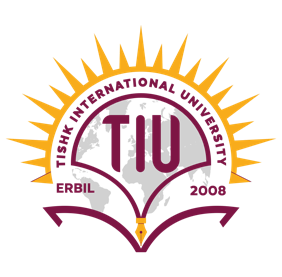 TISHK INTERNATIONAL UNIVERSITY
TIU
ERBIL
2008